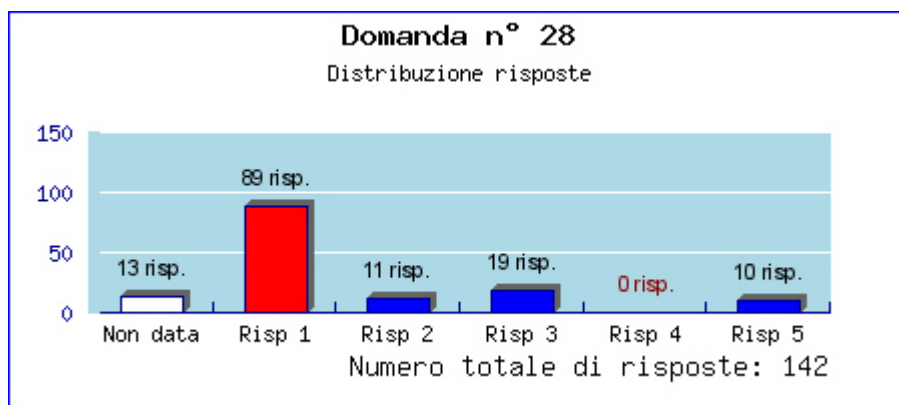 Domanda n° 28
Distribuzione risposte
150
100
50
0
13 risp.
89 risp.
11 risp.
19 risp.
0 risp.
10 risp.
Non data
Risp 1
Risp 2
Risp 3
Risp 4
Risp 5
Numero totale di risposte: 142